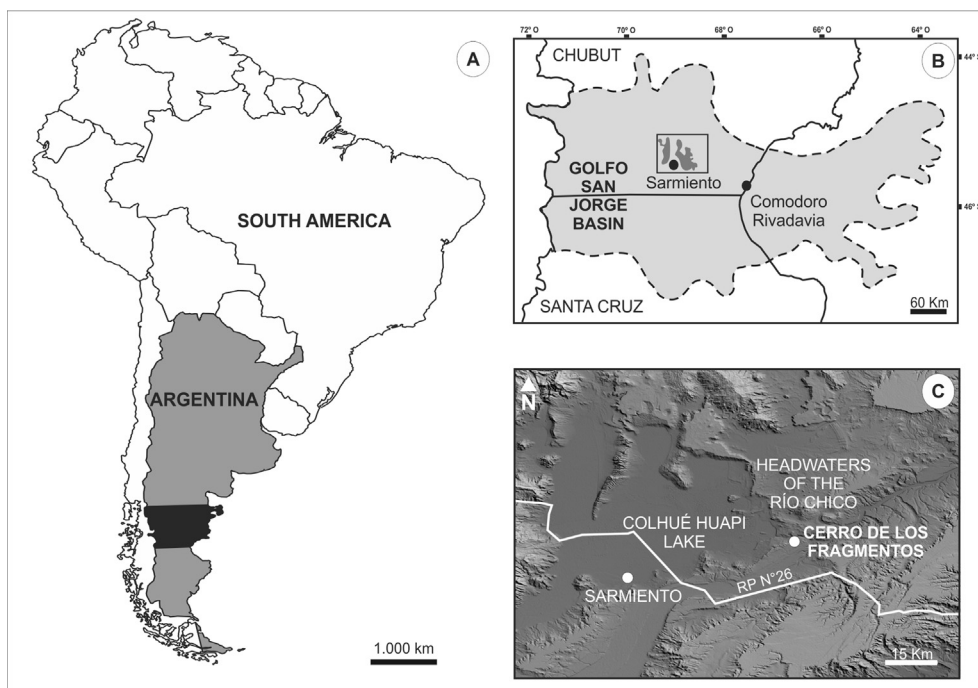 A
SOUTH AMERICA
ARGENTINA
1.000 km
72° 70° 68° 66° 64°
B
44° S
CHUBUT
GOLFO
SAN
JORGE
BASIN
Sarmiento
Comodoro
Rivadavia
46° S
SANTA CRUZ
60 Km
C
N
HEADWATERS
OF THE
RÍO CHICO
COLHUÉ HUAPI
LAKE
CERRO DE LOS
FRAGMENTOS
RP N°26
SARMIENTO
15 Km